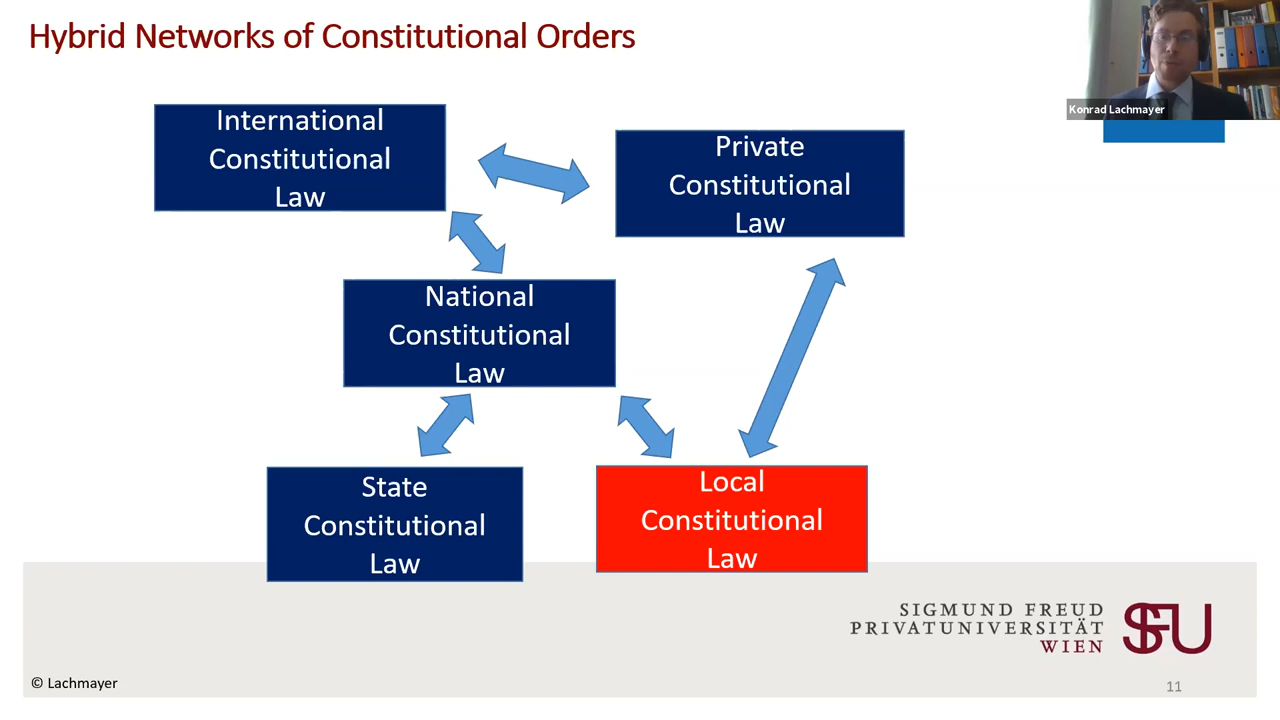 Hybrid Networks of Constitutional Orders
Konrad Lachmayer
International
Constitutional
Law
Private
Constitutional
Law
National
Constitutional
Law
State
Constitutional
Law
Local
Constitutional
Law
SIGMUND FREUD
PRIVATUNIVERSITÄT
WIEN
SFU
© Lachmayer
11